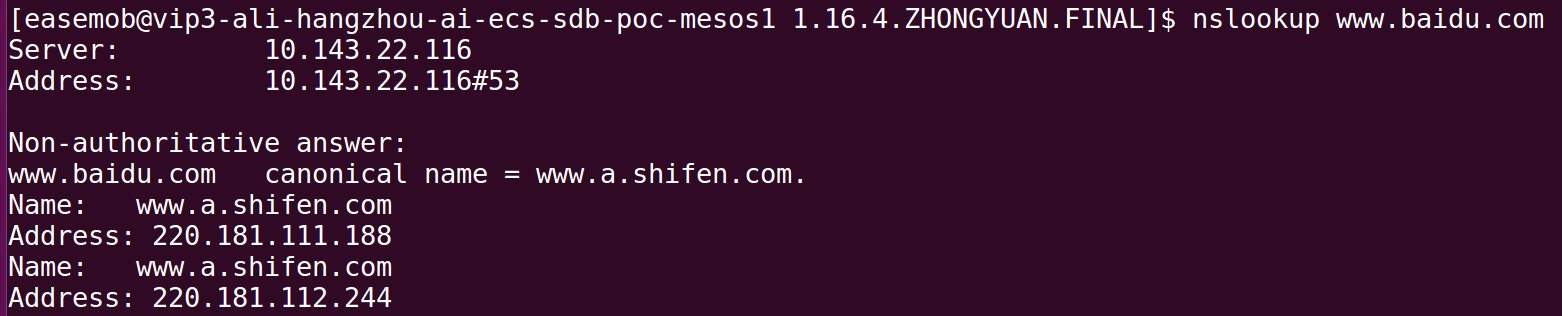 [easemob@vip3-ali-hangzhou-ai-ecs-sdb-poc-mesos1 1.16.4.ZHONGYUAN.FINAL]$ nslookup www.baidu.com
Server:         10.143.22.116
Address:        10.143.22.116#53

Non-authoritative answer:
www.baidu.com   canonical name = www.a.shifen.com.
Name:   www.a.shifen.com
Address: 220.181.111.188
Name:   www.a.shifen.com
Address: 220.181.112.244